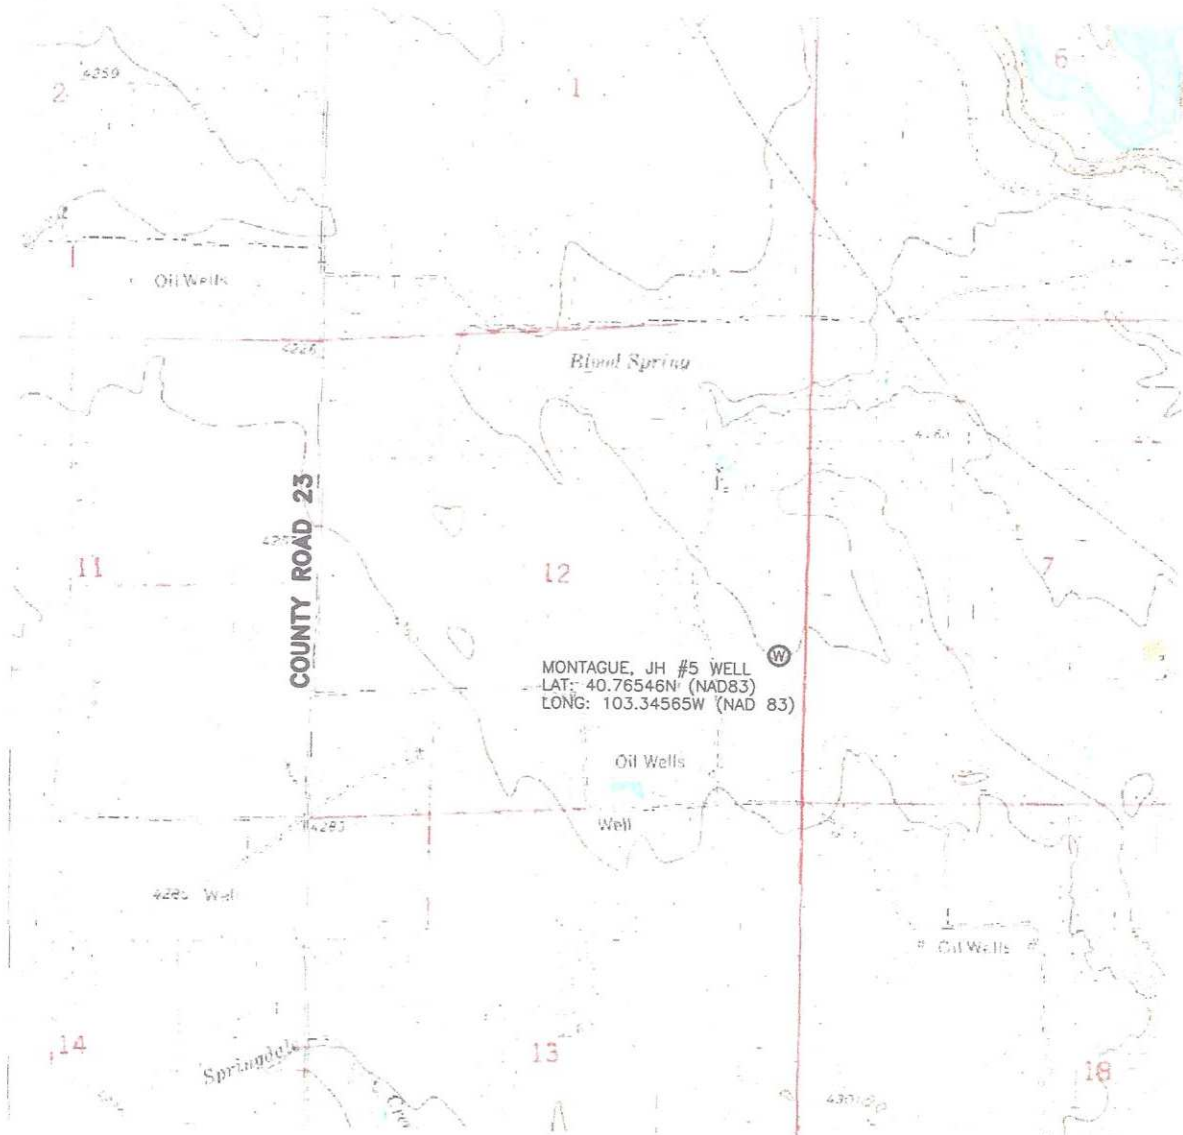 6
4259
2
1
1
Oil Wells
4226
Blood Spring
COUNTY ROAD 23
11
12
7
W
MONTAGUE, JH #5 WELL
LAT: 40.76546N (NAD83)
LONG: 103.34565W (NAD 83)
Oil Wells
Well
4283
Oil Wells
14
13
18
Springdale